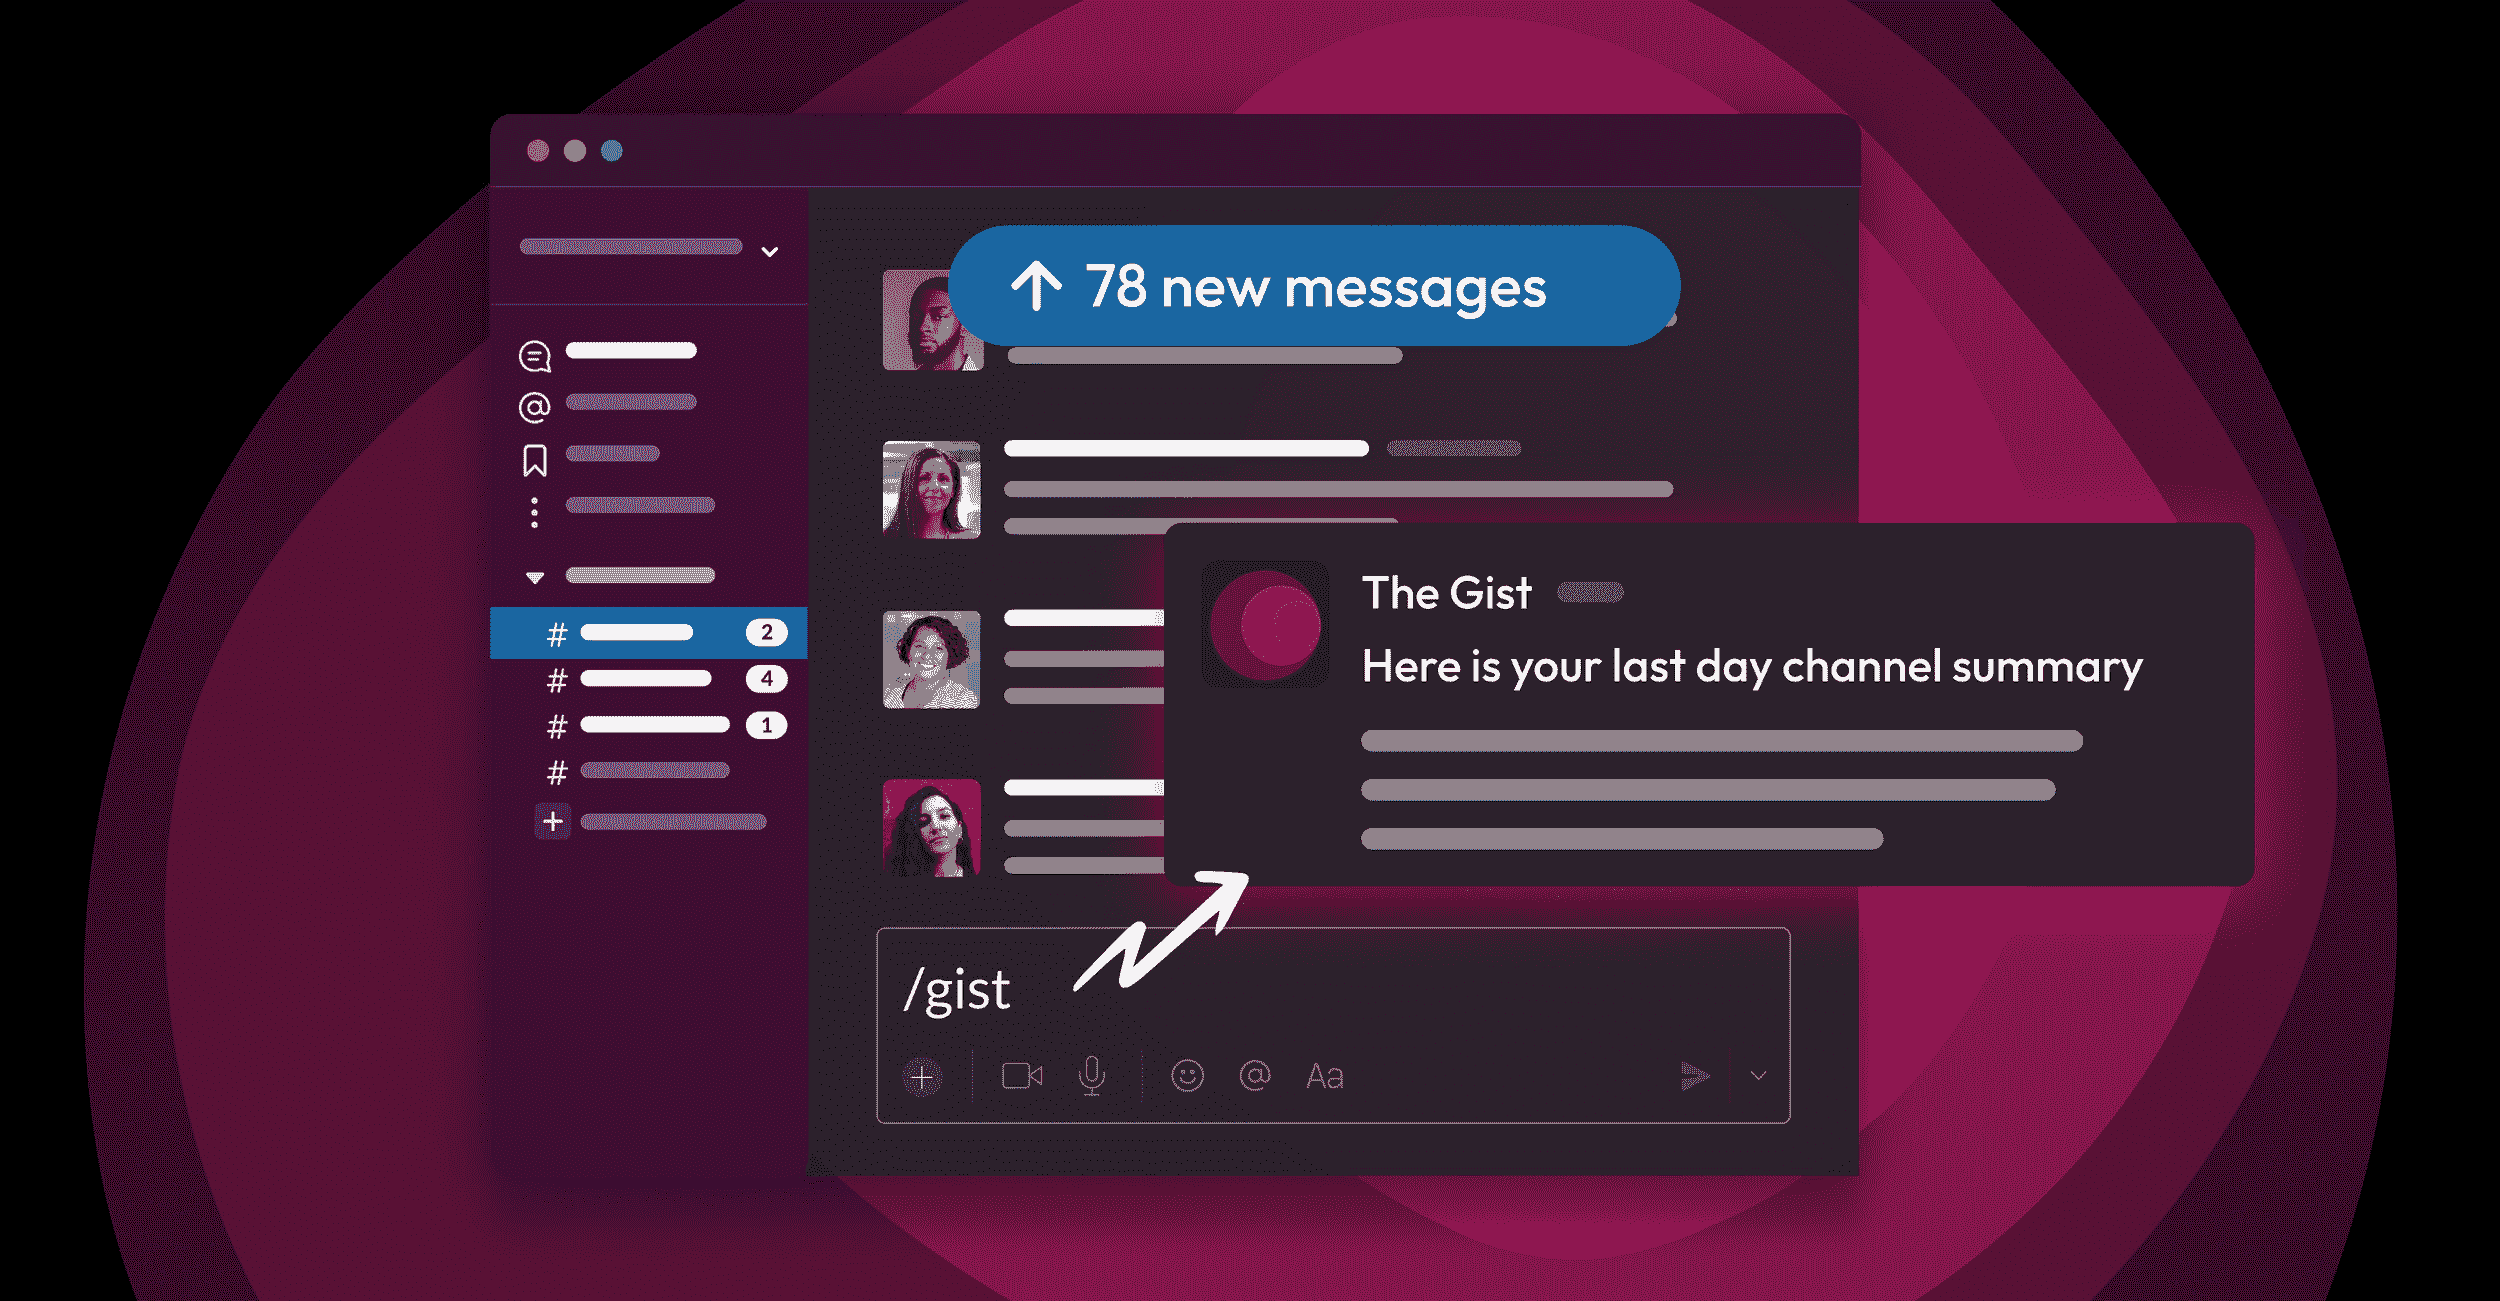 78 new messages
The Gist
Here is your last day channel summary
# 2
# 4
# 1
#
/gist
@ Aa